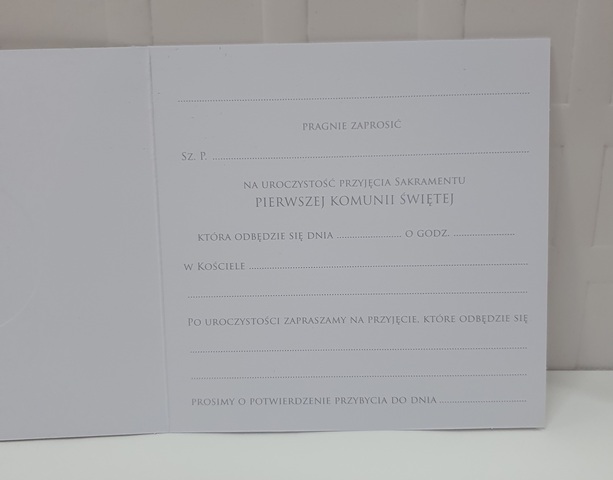 ..........................................................................
PRAGNIE ZAPROSIĆ
SZ. P. ..........................................................................
NA UROCZYSTOŚĆ PRZYJĘCIA SAKRAMENTU
PIERWSZEJ KOMUNII ŚWIĘTEJ
KTÓRA ODBĘDZIE SIĘ DNIA .................. O GODZ. .................
W KOŚCIELE ..........................................................................
..........................................................................
PO UROCZYSTOŚCI ZAPRASZAMY NA PRZYJĘCIE, KTÓRE ODBĘDZIE SIĘ
..........................................................................
..........................................................................
PROSIMY O POTWIERDZENIE PRZYBYCIA DO DNIA .........................